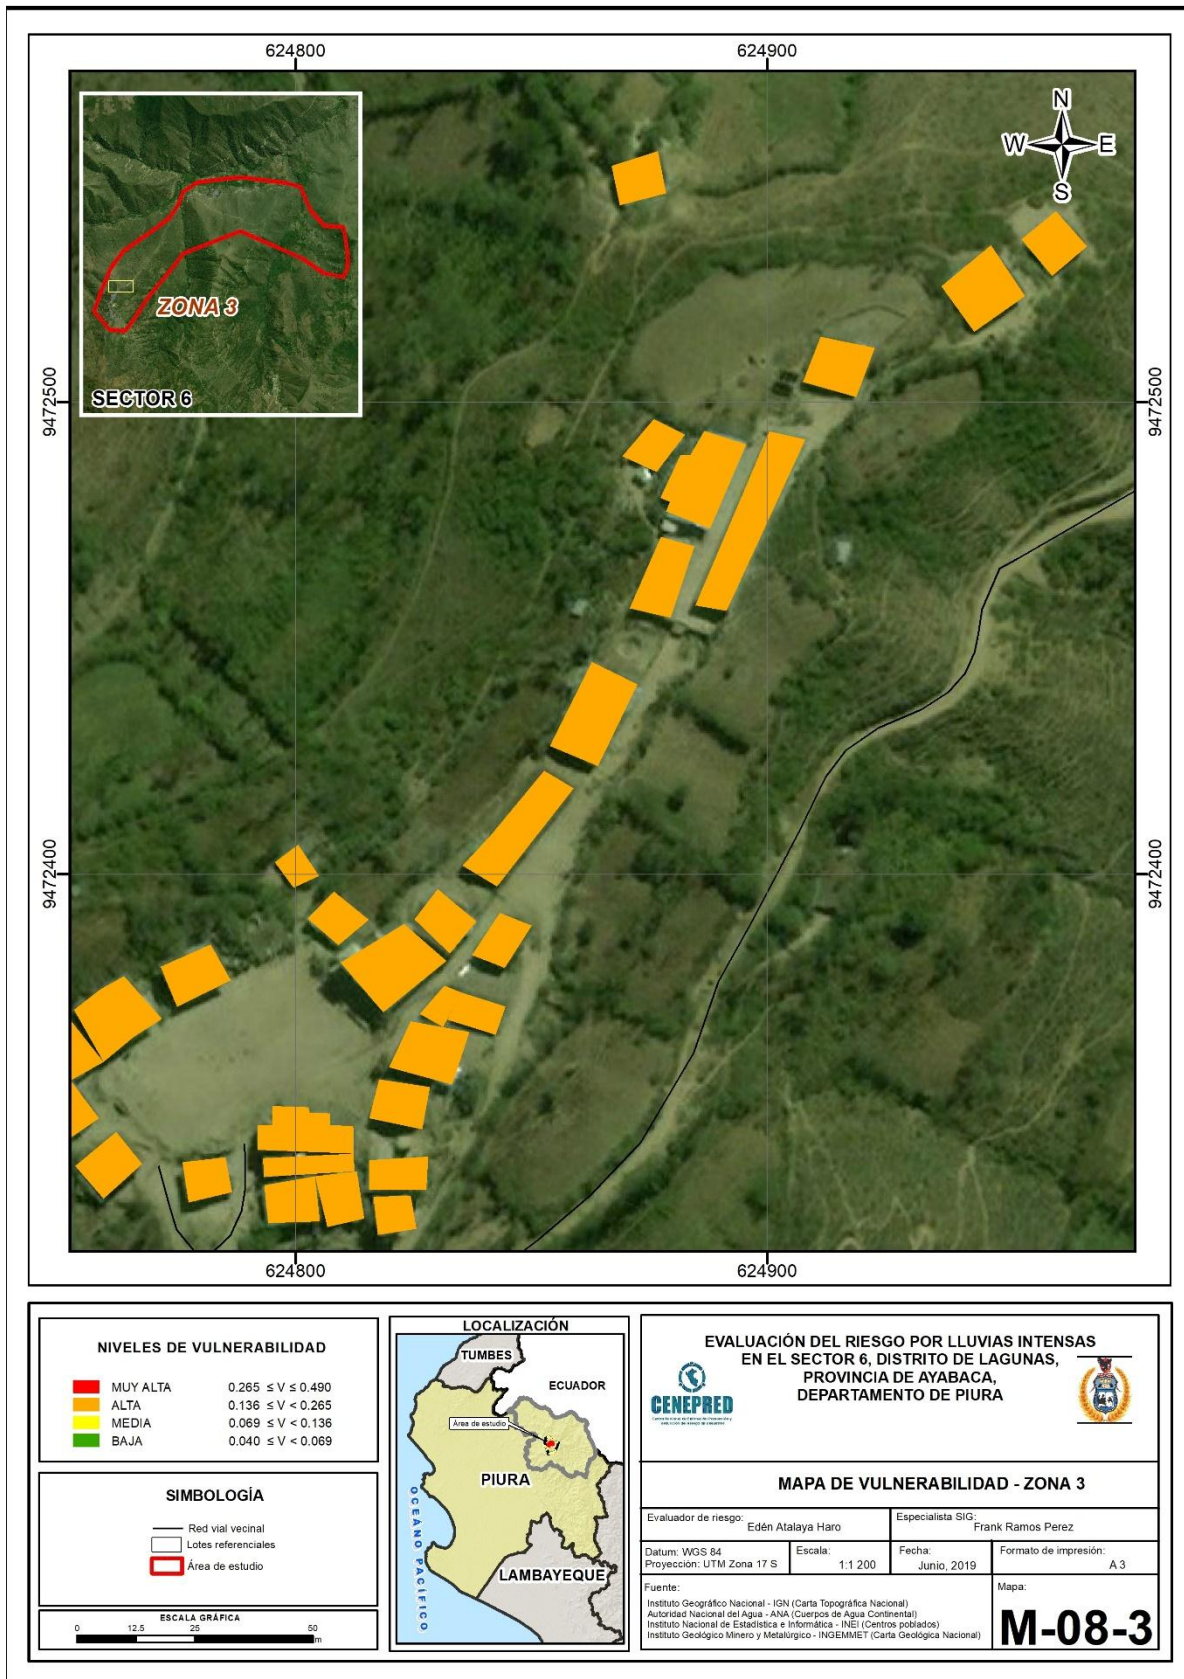 624800
624900
N
W
E
S
ZONA 3
SECTOR 6
9472500
9472500
9472400
9472400
624800
624900
NIVELES DE VULNERABILIDAD
MUY ALTA 0.265 ≤ V ≤ 0.490
ALTA 0.136 ≤ V < 0.265
MEDIA 0.069 ≤ V < 0.136
BAJA 0.040 ≤ V < 0.069
SIMBOLOGÍA
Red vial vecinal
Lotes referenciales
Área de estudio
ESCALA GRÁFICA
0 12.5 25 50
m
LOCALIZACIÓN
TUMBES
ECUADOR
Área de estudio
PIURA
OCEÁNO PACÍFICO
LAMBAYEQUE
EVALUACIÓN DEL RIESGO POR LLUVIAS INTENSAS
EN EL SECTOR 6, DISTRITO DE LAGUNAS,
PROVINCIA DE AYABACA,
DEPARTAMENTO DE PIURA
CENEPRED
MAPA DE VULNERABILIDAD - ZONA 3
Evaluador de riesgo:
Edén Atalaya Haro
Especialista SIG:
Frank Ramos Perez
Datum: WGS 84
Proyección: UTM Zona 17 S
Escala:
1:1 200
Fecha:
Junio, 2019
Formato de impresión:
A 3
Fuente:
Instituto Geográfico Nacional - IGN (Carta Topográfica Nacional)
Autoridad Nacional del Agua - ANA (Cuerpos de Agua Continental)
Instituto Nacional de Estadística e Informática - INEI (Centros poblados)
Instituto Geológico Minero y Metalúrgico - INGEMMET (Carta Geológica Nacional)
Mapa:
M-08-3